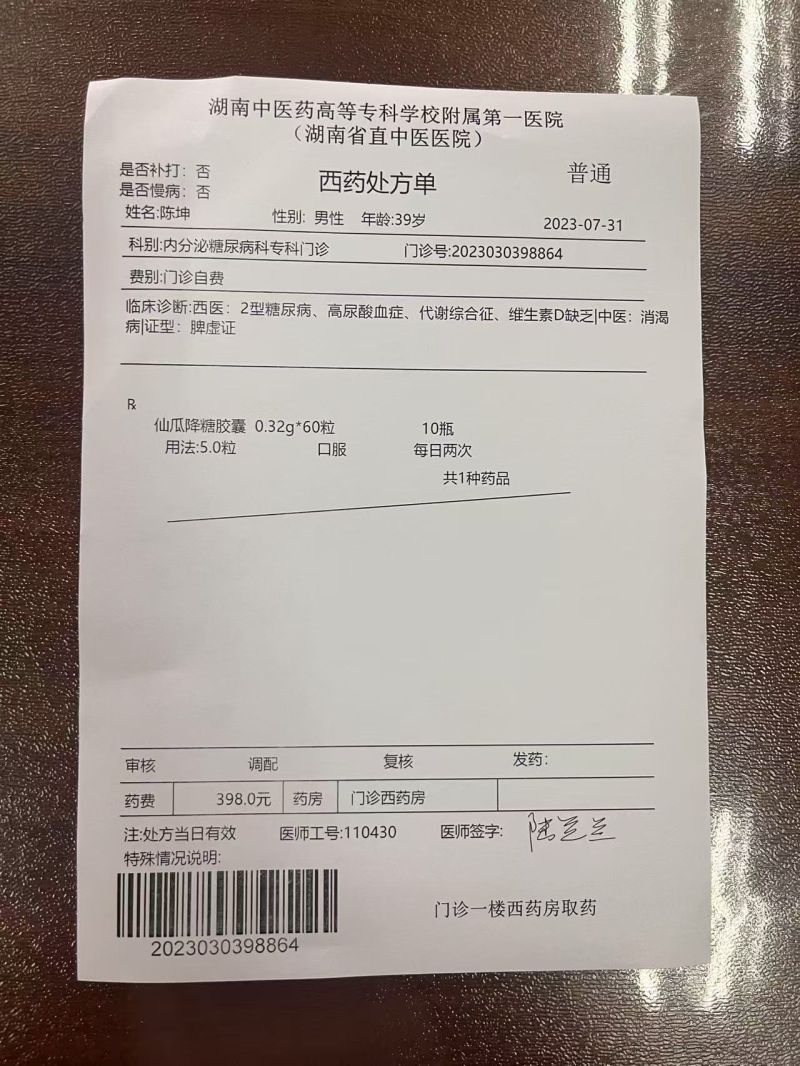 湖南中医药高等专科学校附属第一医院
（湖南省直中医医院）
是否补打：否
是否慢病：否
西药处方单
普通
姓名:陈坤 性别：男性 年龄:39岁 2023-07-31
科别:内分泌糖尿病科专科门诊 门诊号:2023030398864
费别:门诊自费
临床诊断:西医：2型糖尿病、高尿酸血症、代谢综合征、维生素D缺乏|中医：消渴
病|证型：脾虚证
℞
仙瓜降糖胶囊 0.32g*60粒 10瓶
用法:5.0粒 口服 每日两次
共1种药品
审核 调配 复核 发药：
药费 398.0元 药房 门诊西药房
注:处方当日有效 医师工号:110430 医师签字：
特殊情况说明:
2023030398864
门诊一楼西药房取药